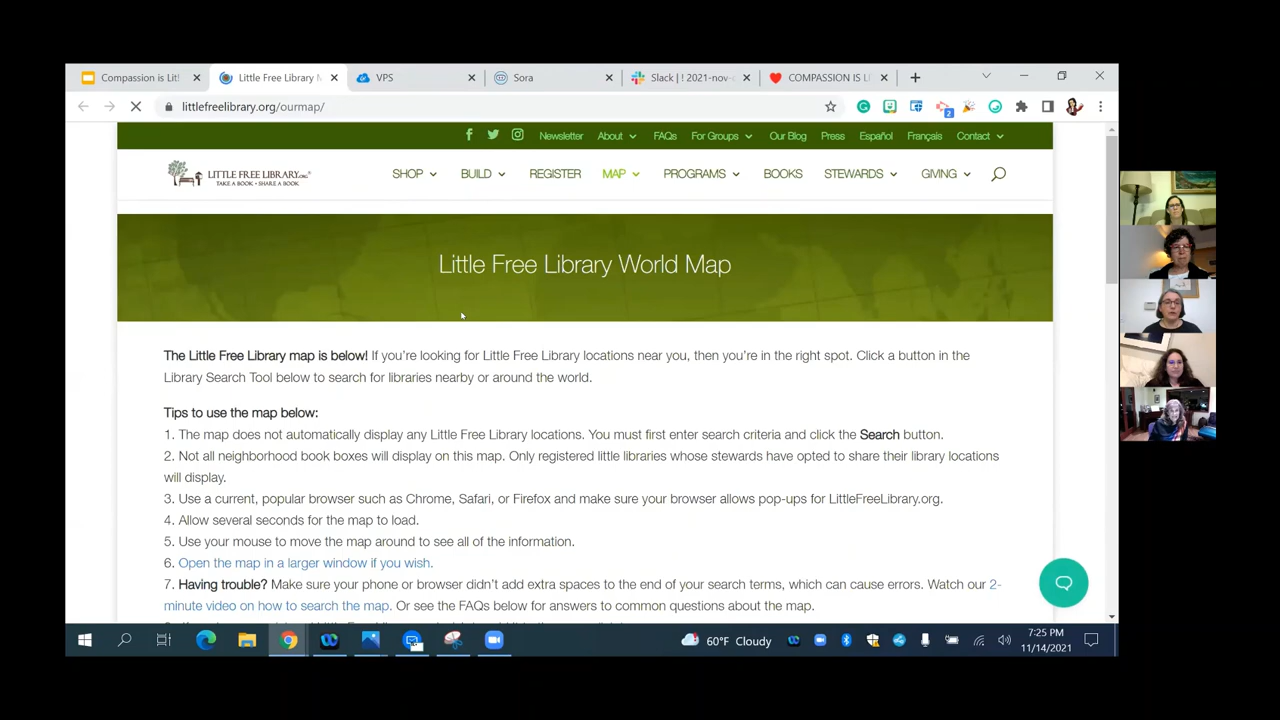 Compassion is Lit!
Little Free Library M
VPS
Sora
Slack | ! 2021-nov-
COMPASSION IS L
littlefreelibrary.org/ourmap/
2
Newsletter About FAQs For Groups Our Blog Press Español Français Contact
LITTLE FREE LIBRARY.ORG
TAKE A BOOK • SHARE A BOOK
SHOP BUILD REGISTER MAP PROGRAMS BOOKS STEWARDS GIVING
Little Free Library World Map
The Little Free Library map is below! If you're looking for Little Free Library locations near you, then you're in the right spot. Click a button in the
Library Search Tool below to search for libraries nearby or around the world.
Tips to use the map below:
1. The map does not automatically display any Little Free Library locations. You must first enter search criteria and click the Search button.
2. Not all neighborhood book boxes will display on this map. Only registered little libraries whose stewards have opted to share their library locations
will display.
3. Use a current, popular browser such as Chrome, Safari, or Firefox and make sure your browser allows pop-ups for LittleFreeLibrary.org.
4. Allow several seconds for the map to load.
5. Use your mouse to move the map around to see all of the information.
6. Open the map in a larger window if you wish.
7. Having trouble? Make sure your phone or browser didn't add extra spaces to the end of your search terms, which can cause errors. Watch our 2-
minute video on how to search the map. Or see the FAQs below for answers to common questions about the map.
60°F Cloudy
7:25 PM
11/14/2021